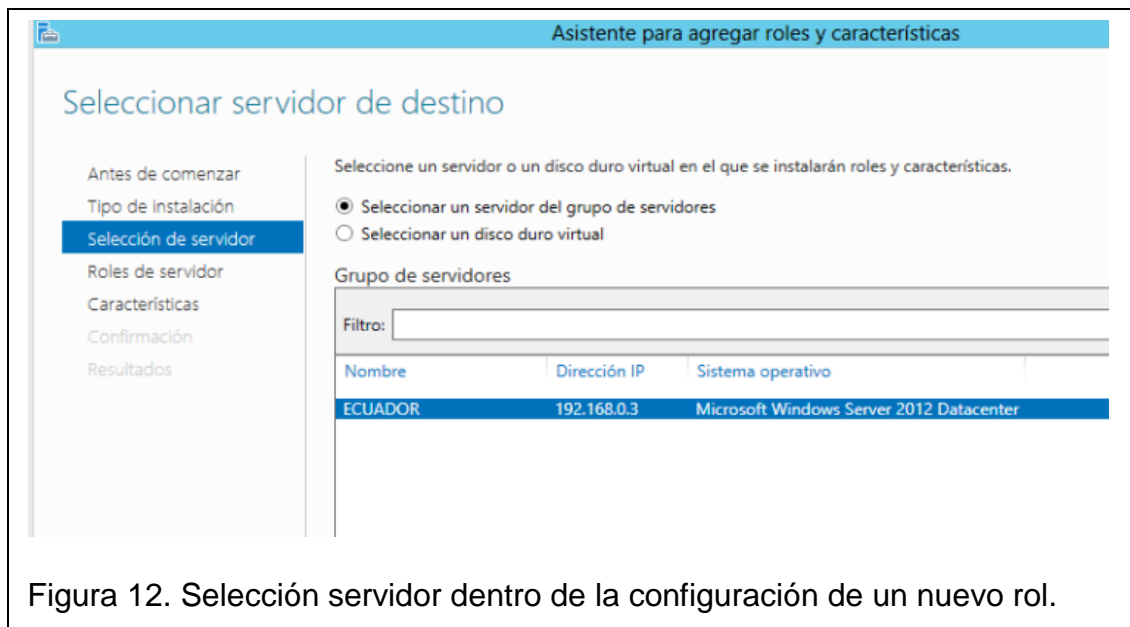 Asistente para agregar roles y características
Seleccionar servidor de destino
Antes de comenzar
Tipo de instalación
Selección de servidor
Roles de servidor
Características
Confirmación
Resultados
Seleccione un servidor o un disco duro virtual en el que se instalarán roles y características.
Seleccionar un servidor del grupo de servidores
Seleccionar un disco duro virtual
Grupo de servidores
Filtro:
Nombre Dirección IP Sistema operativo
ECUADOR 192.168.0.3 Microsoft Windows Server 2012 Datacenter
Figura 12. Selección servidor dentro de la configuración de un nuevo rol.